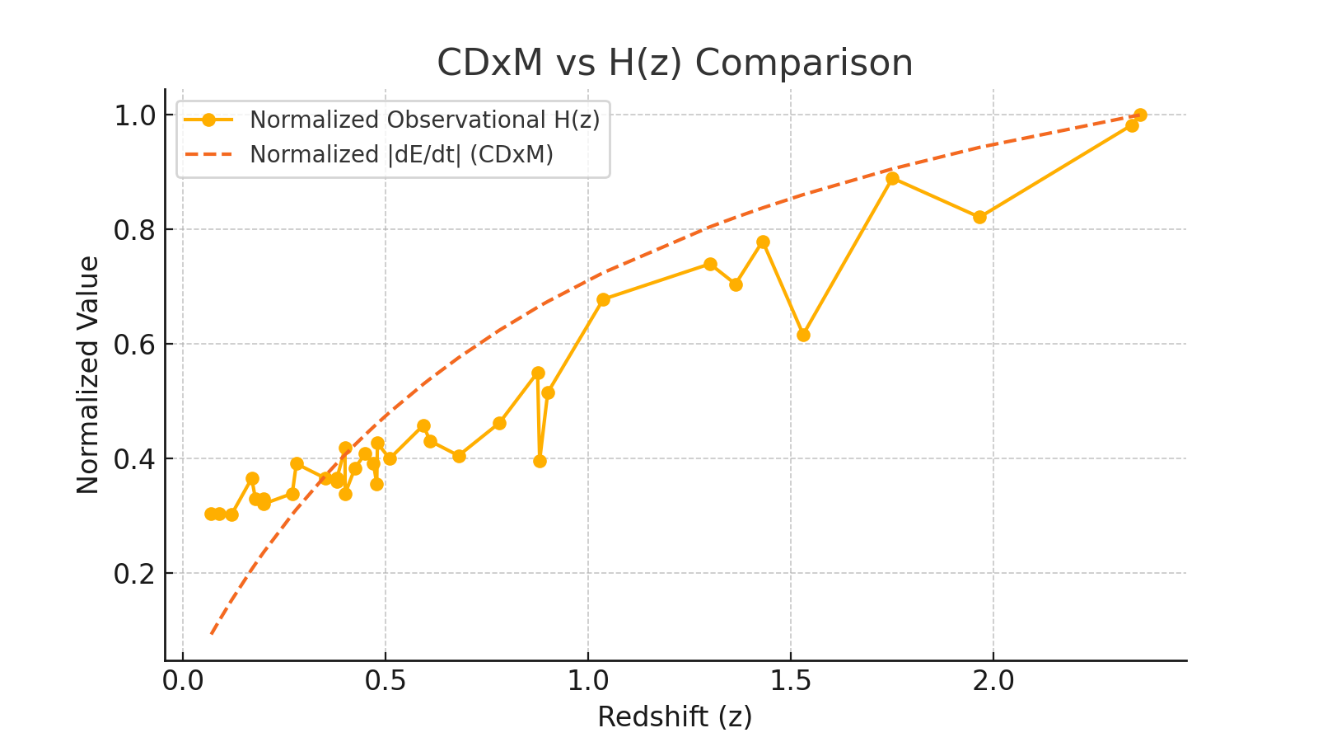 CDxM vs H(z) Comparison
Normalized Observational H(z)
Normalized |dE/dt| (CDxM)
Normalized Value
1.0
0.8
0.6
0.4
0.2
0.0 0.5 1.0 1.5 2.0
Redshift (z)